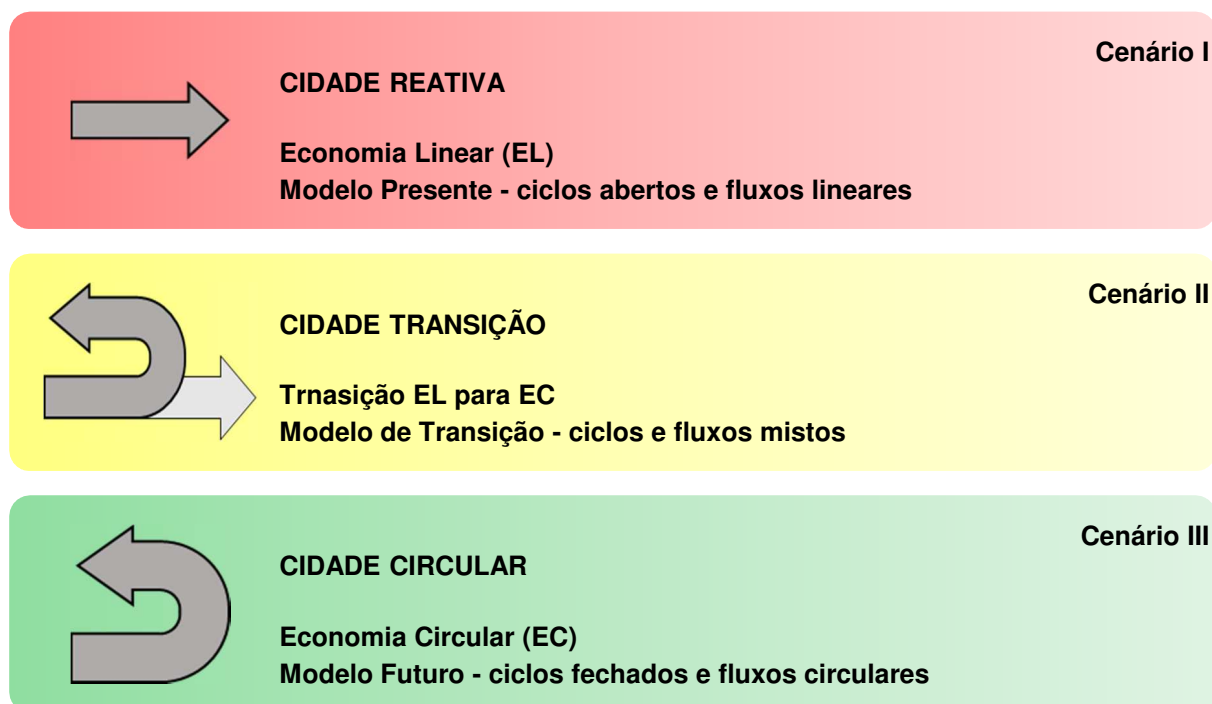 Cenário I
CIDADE REATIVA
Economia Linear (EL)
Modelo Presente - ciclos abertos e fluxos lineares
Cenário II
CIDADE TRANSIÇÃO
Trnasição EL para EC
Modelo de Transição - ciclos e fluxos mistos
Cenário III
CIDADE CIRCULAR
Economia Circular (EC)
Modelo Futuro - ciclos fechados e fluxos circulares